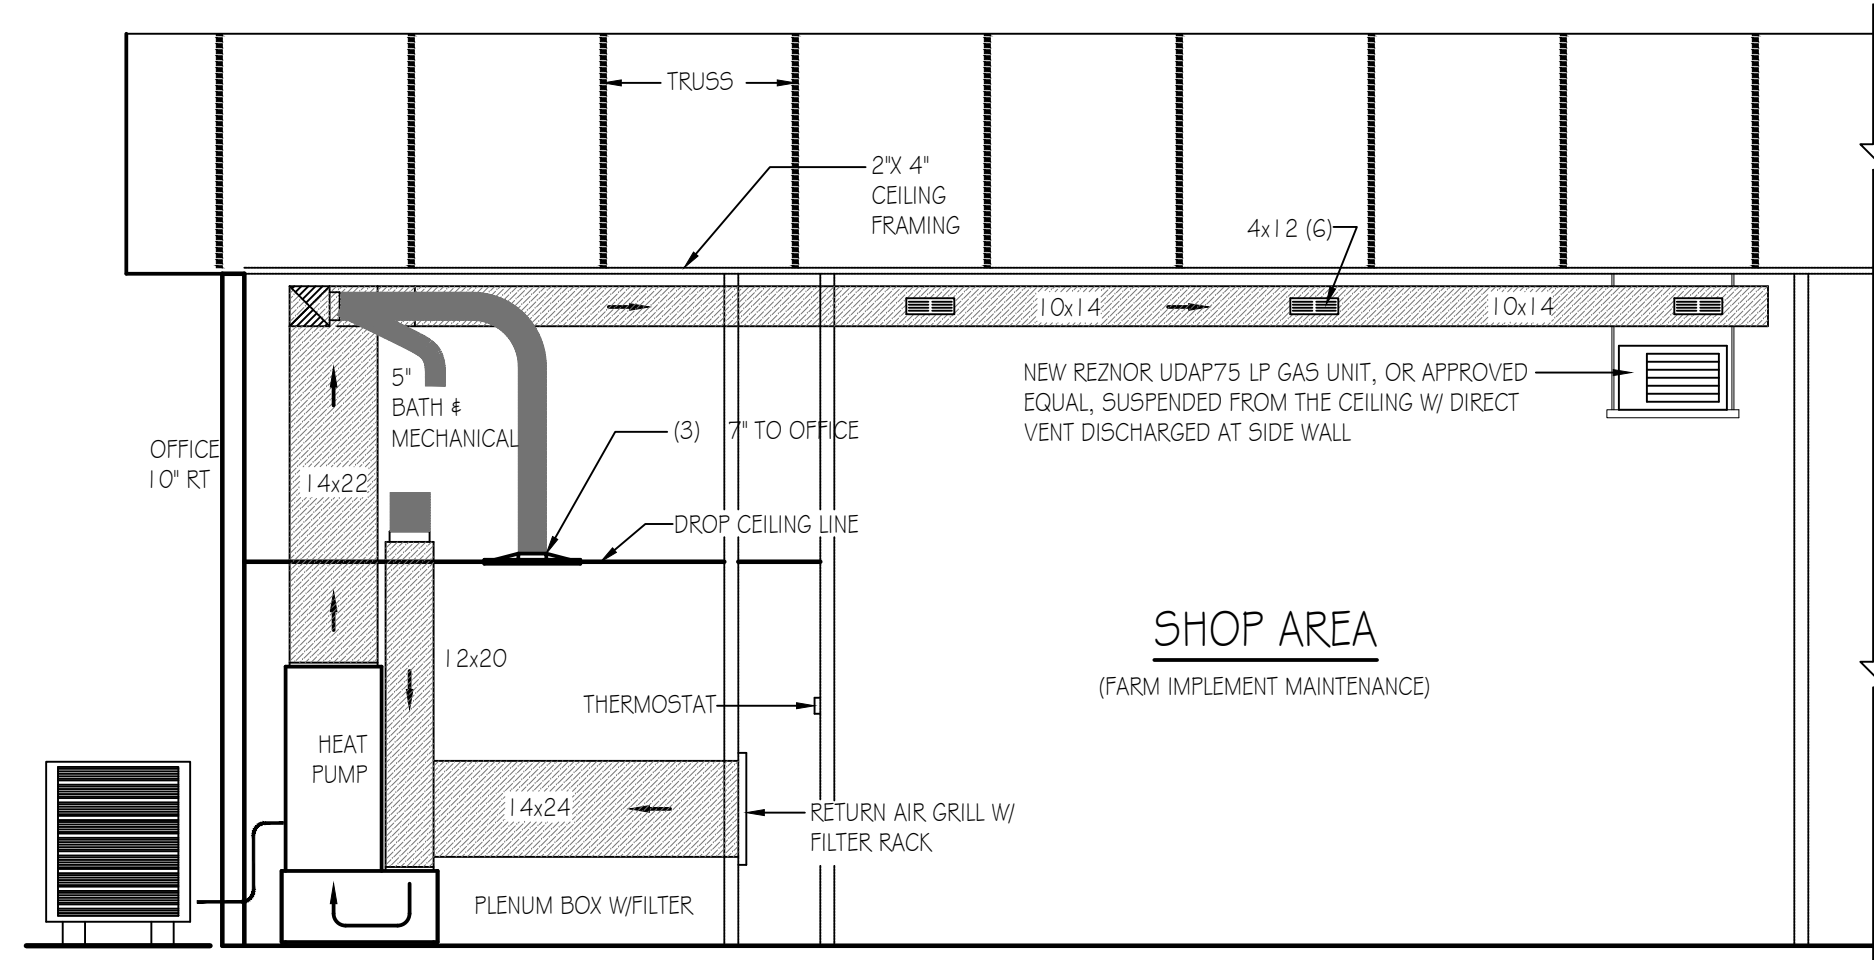 TRUSS
2"X 4"
CEILING
FRAMING
4x12 (6)
10x14
10x14
NEW REZNOR UDAP75 LP GAS UNIT, OR APPROVED
EQUAL, SUSPENDED FROM THE CEILING W/ DIRECT
VENT DISCHARGED AT SIDE WALL
5"
BATH &
MECHANICAL
(3) 7" TO OFFICE
OFFICE
10" RT
14x22
DROP CEILING LINE
12x20
SHOP AREA
(FARM IMPLEMENT MAINTENANCE)
THERMOSTAT
HEAT
PUMP
14x24
RETURN AIR GRILL W/
FILTER RACK
PLENUM BOX W/FILTER